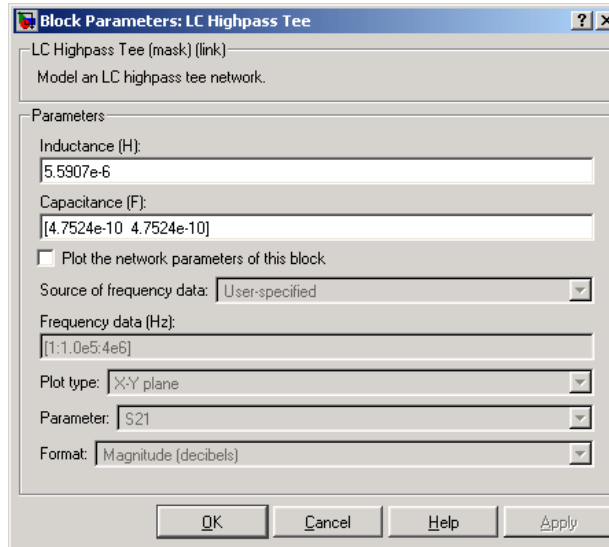 Block Parameters: LC Highpass Tee
LC Highpass Tee (mask) (link)
Model an LC highpass tee network.
Parameters
Inductance (H):
5.5907e-6
Capacitance (F):
[4.7524e-10 4.7524e-10]
Plot the network parameters of this block
Source of frequency data: User-specified
Frequency data (Hz):
[1:1.0e5:4e6]
Plot type: X-Y plane
Parameter: S21
Format: Magnitude (decibels)
OK Cancel Help Apply